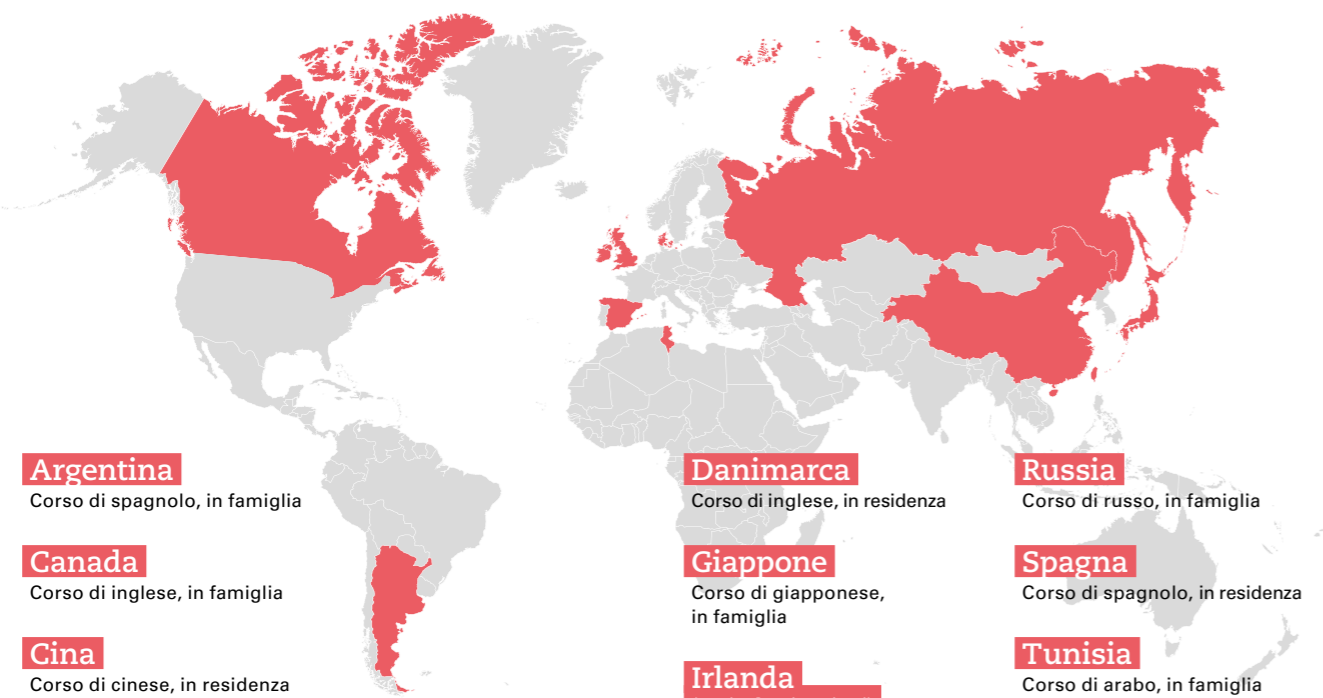 Argentina
Corso di spagnolo, in famiglia
Canada
Corso di inglese, in famiglia
Cina
Corso di cinese, in residenza
Danimarca
Corso di inglese, in residenza
Giappone
Corso di giapponese,
in famiglia
Irlanda
Russia
Corso di russo, in famiglia
Spagna
Corso di spagnolo, in residenza
Tunisia
Corso di arabo, in famiglia